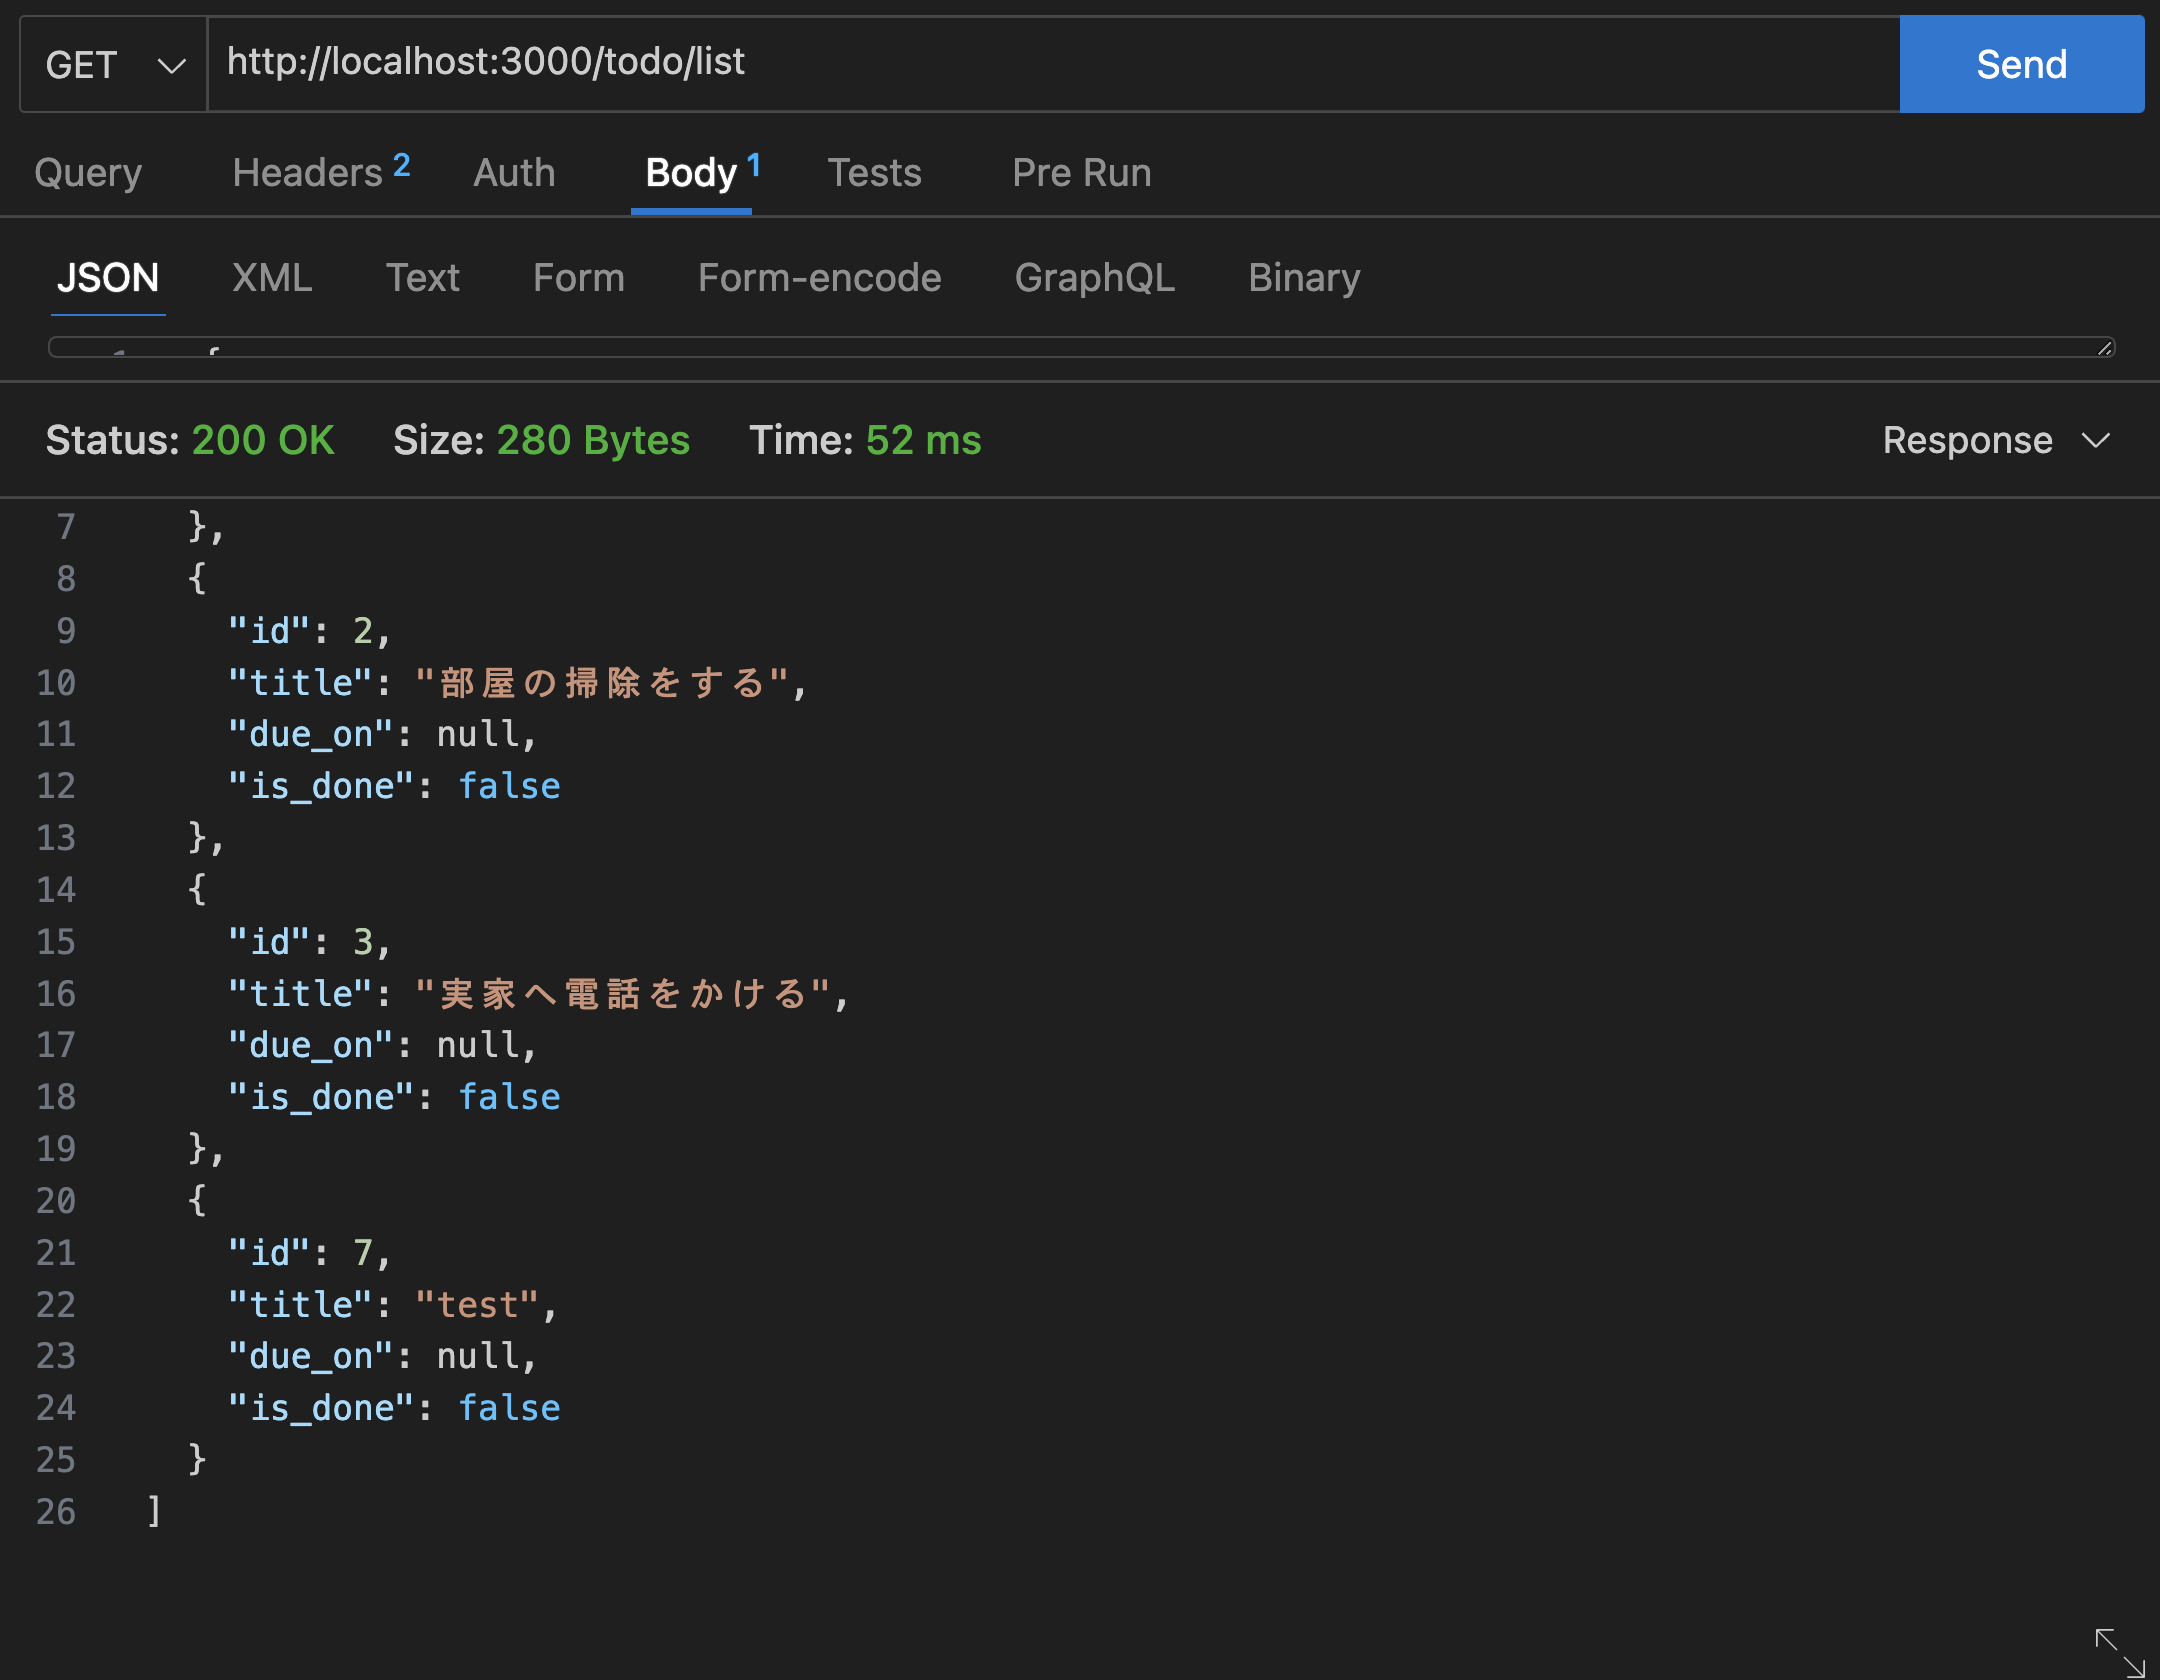 GET http://localhost:3000/todo/list Send
Query Headers 2 Auth Body 1 Tests Pre Run
JSON XML Text Form Form-encode GraphQL Binary
Status: 200 OK Size: 280 Bytes Time: 52 ms Response
7 },
8 {
9 "id": 2,
10 "title": "部屋の掃除をする",
11 "due_on": null,
12 "is_done": false
13 },
14 {
15 "id": 3,
16 "title": "実家へ電話をかける",
17 "due_on": null,
18 "is_done": false
19 },
20 {
21 "id": 7,
22 "title": "test",
23 "due_on": null,
24 "is_done": false
25 }
26 ]